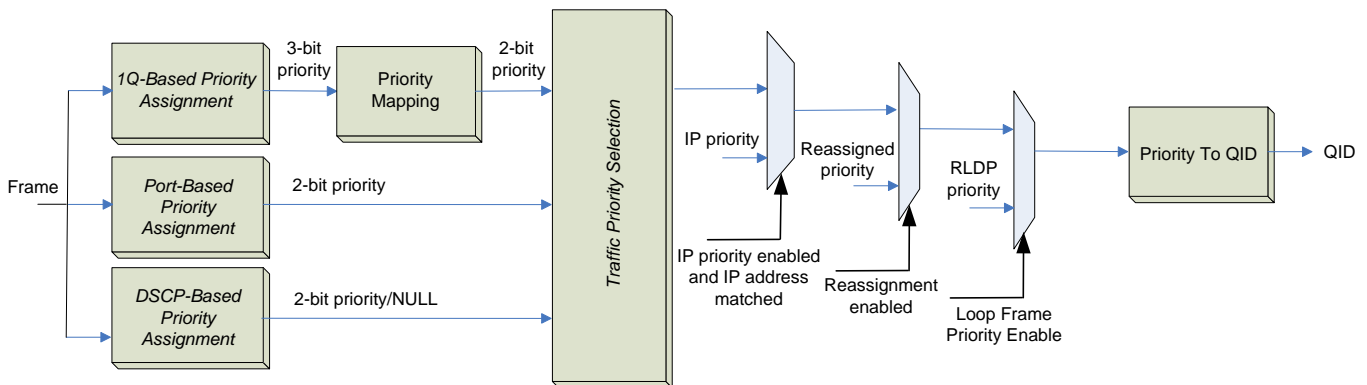 Frame
1Q-Based Priority
Assignment
3-bit
priority
Priority
Mapping
2-bit
priority
Port-Based
Priority
Assignment
2-bit priority
DSCP-Based
Priority
Assignment
2-bit priority/NULL
Traffic Priority Selection
IP priority
IP priority enabled
and IP address
matched
Reassigned
priority
Reassignment
enabled
RLDP
priority
Loop Frame
Priority Enable
Priority To QID
QID